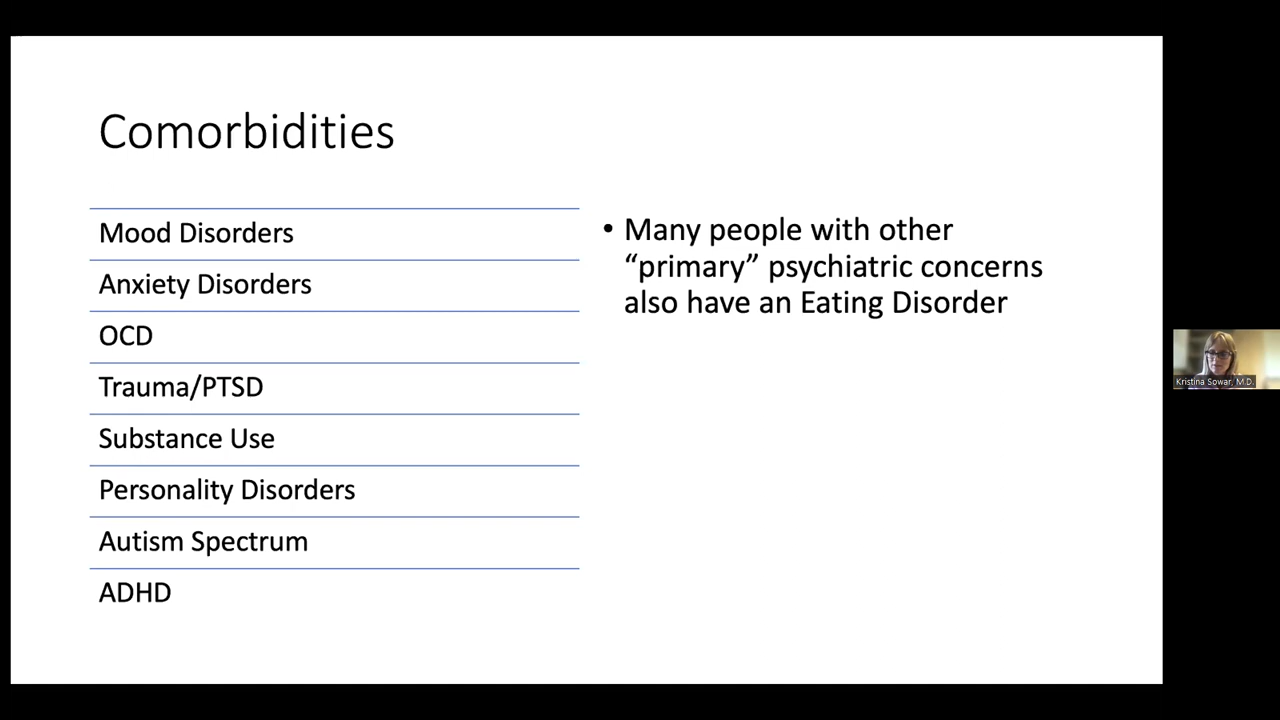 Comorbidities
Mood Disorders
Anxiety Disorders
OCD
Trauma/PTSD
Substance Use
Personality Disorders
Autism Spectrum
ADHD
• Many people with other
“primary” psychiatric concerns
also have an Eating Disorder
Kristina Sowar, M.D.